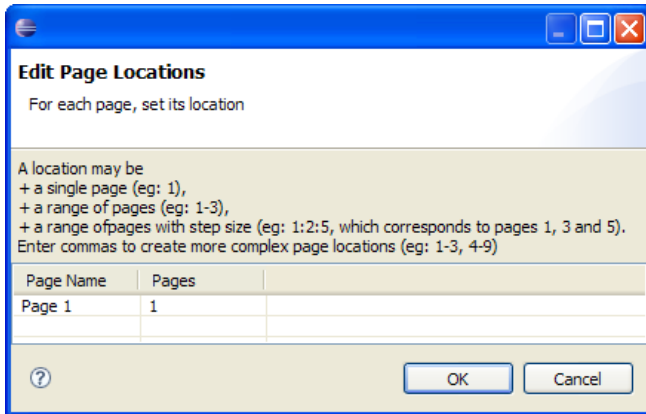 Edit Page Locations
For each page, set its location
A location may be
+ a single page (eg: 1),
+ a range of pages (eg: 1-3),
+ a range ofpages with step size (eg: 1:2:5, which corresponds to pages 1, 3 and 5).
Enter commas to create more complex page locations (eg: 1-3, 4-9)
Page Name Pages
Page 1 1
? OK Cancel